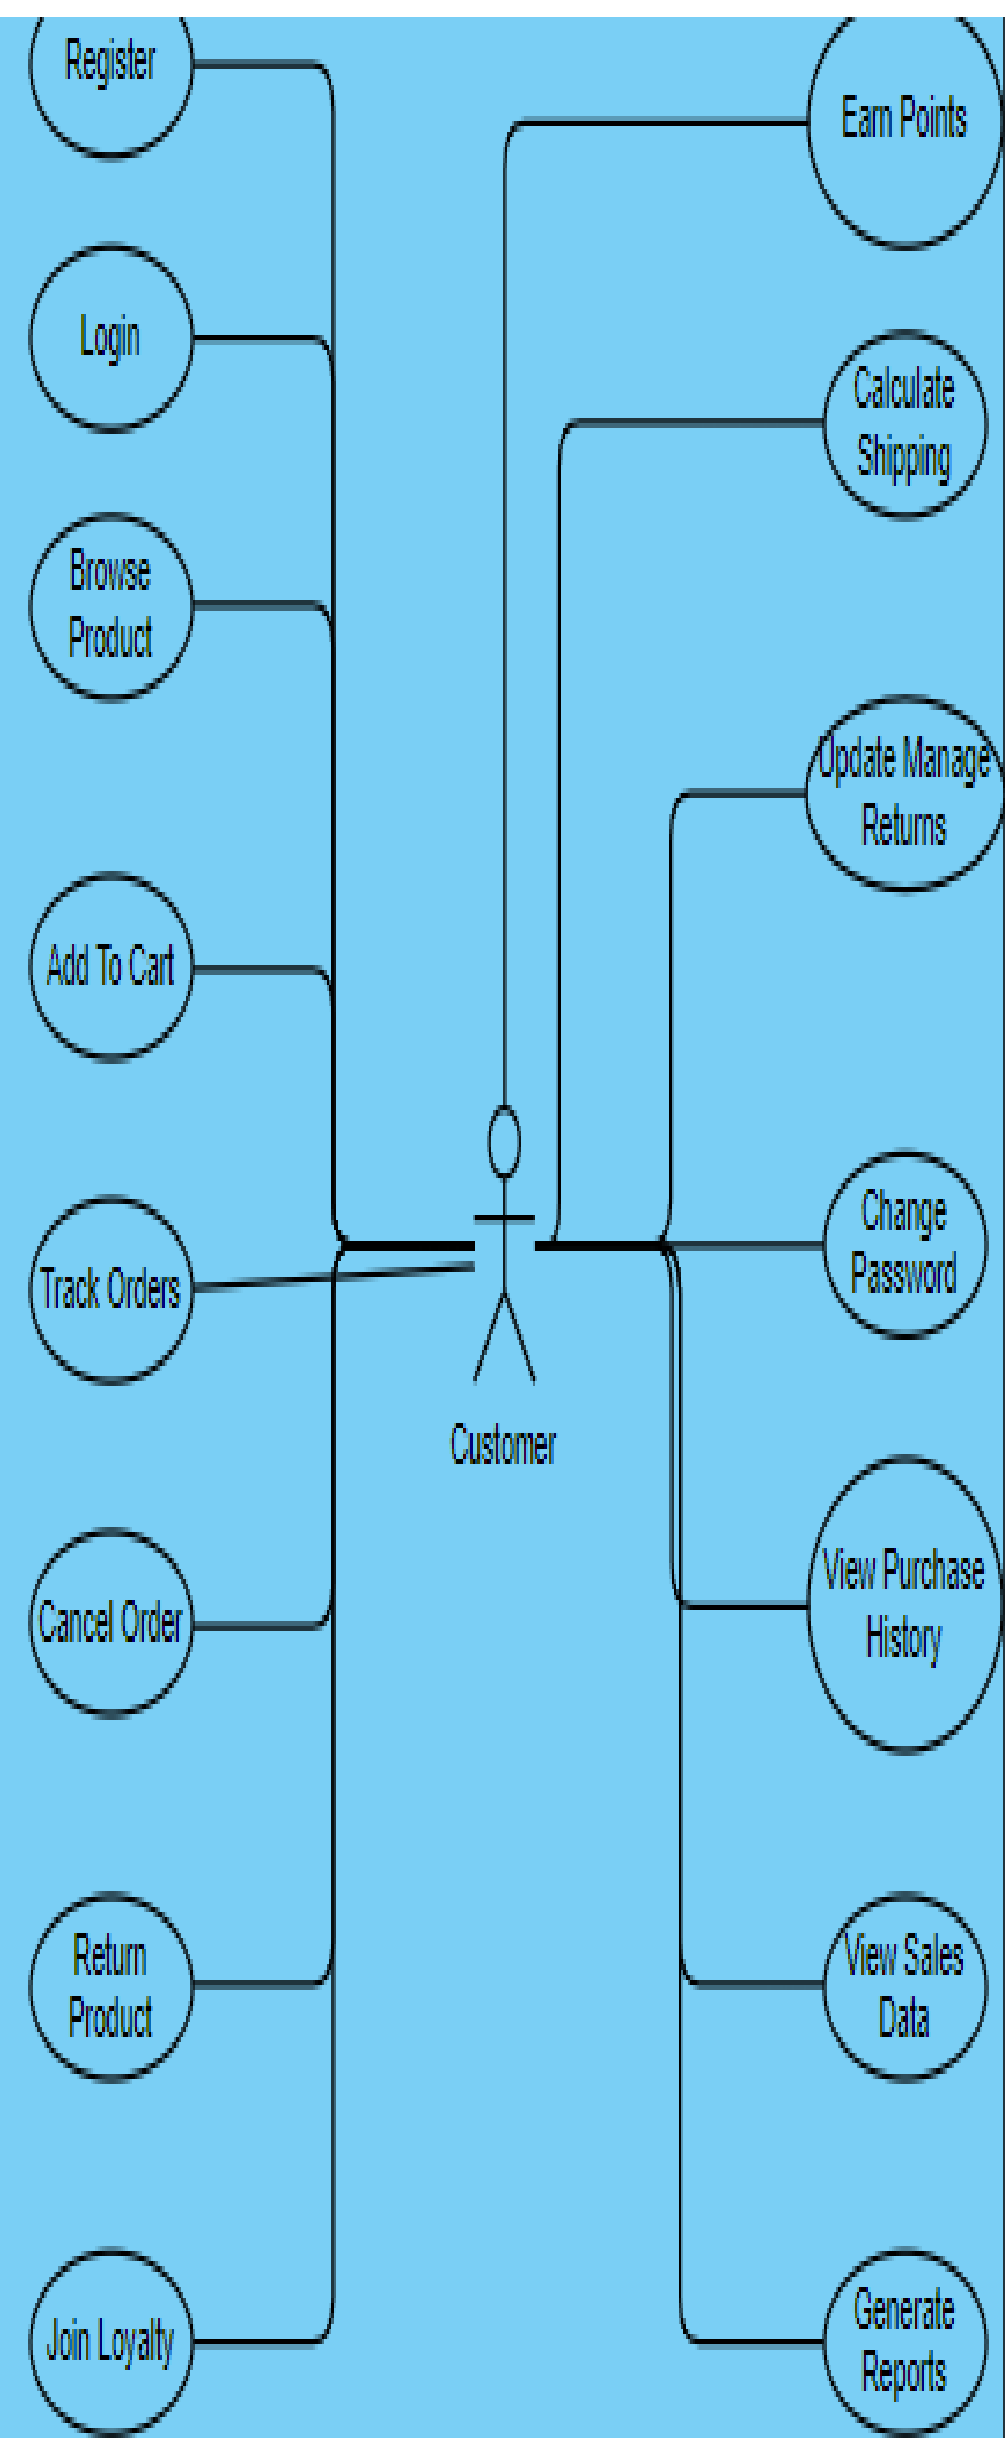 Register
Login
Browse
Product
Add To Cart
Track Orders
Cancel Order
Return
Product
Join Loyalty
Customer
Earn Points
Calculate
Shipping
Update Manage
Returns
Change
Password
View Purchase
History
View Sales
Data
Generate
Reports